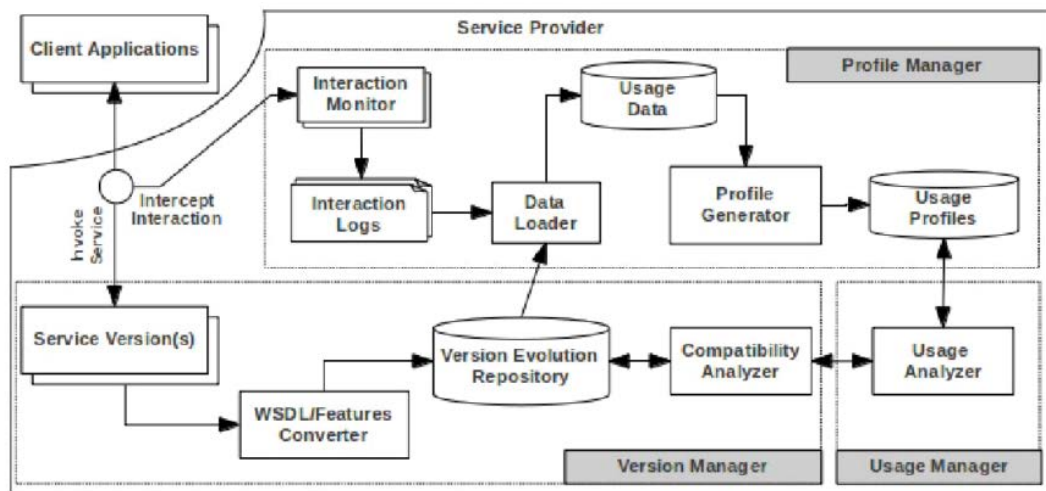 Service Provider
Client Applications
Profile Manager
Interaction
Monitor
Usage
Data
Intercept
Interaction
Invoke
Service
Interaction
Logs
Data
Loader
Profile
Generator
Usage
Profiles
Service Version(s)
Version Evolution
Repository
Compatibility
Analyzer
Usage
Analyzer
WSDL/Features
Converter
Version Manager
Usage Manager